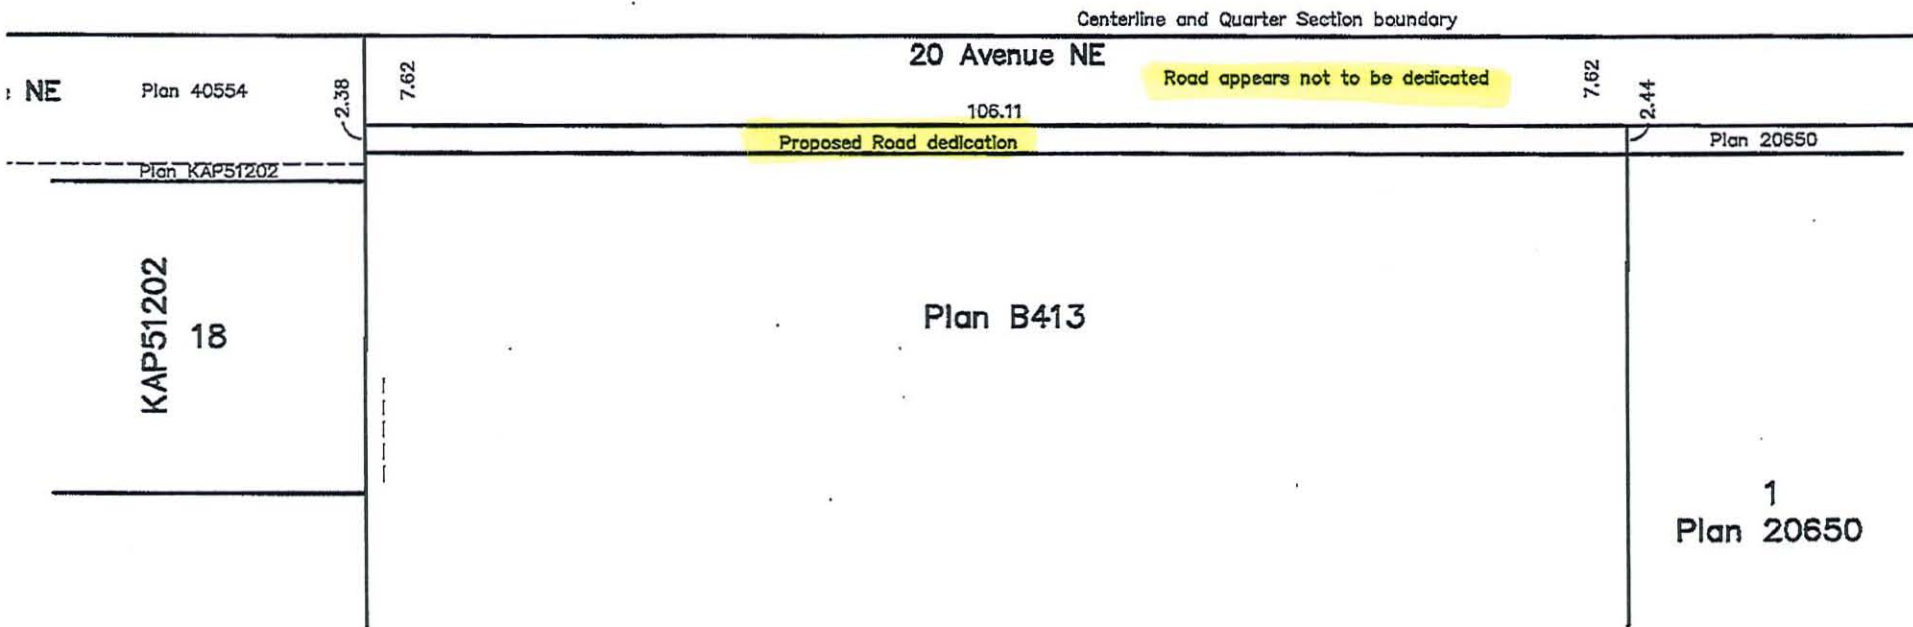 Centerline and Quarter Section boundary
20 Avenue NE
NE
Plan 40554
2.38
7.62
Road appears not to be dedicated
7.62
2.44
106.11
Proposed Road dedication
Plan 20650
Plan KAP51202
KAP51202
18
Plan B413
1
Plan 20650